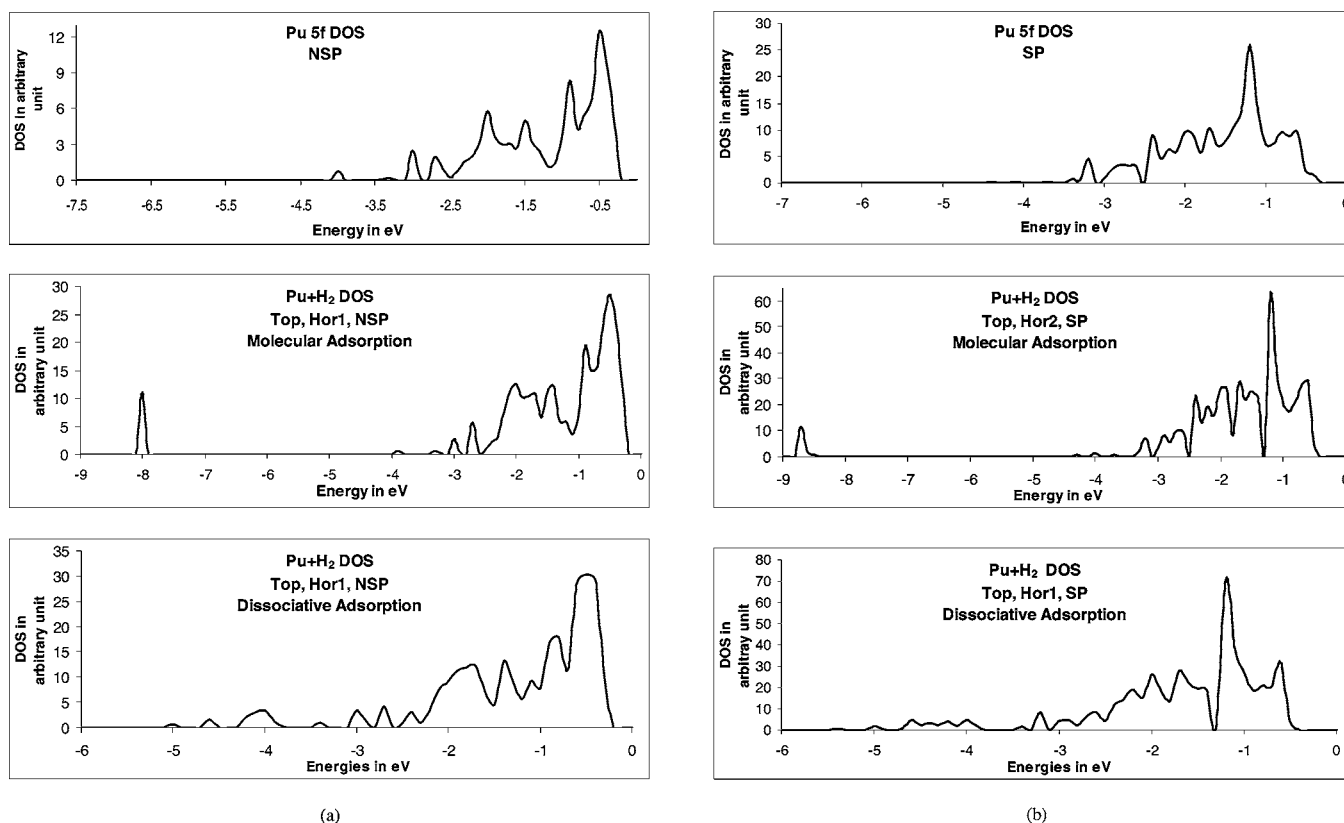 Pu 5f DOS
NSP
DOS in arbitrary
unit
12
9
6
3
0
-7.5 -6.5 -5.5 -4.5 -3.5 -2.5 -1.5 -0.5
Energy in eV
Pu+H2 DOS
Top, Hor1, NSP
Molecular Adsorption
DOS in
arbitrary unit
30
25
20
15
10
5
0
-9 -8 -7 -6 -5 -4 -3 -2 -1 0
Energy in eV
Pu+H2 DOS
Top, Hor1, NSP
Dissociative Adsorption
DOS in
arbitrary unit
35
30
25
20
15
10
5
0
-6 -5 -4 -3 -2 -1 0
Energies in eV
(a)
Pu 5f DOS
SP
DOS in arbitrary
unit
30
25
20
15
10
5
0
-7 -6 -5 -4 -3 -2 -1 0
Energy in eV
Pu+H2 DOS
Top, Hor2, SP
Molecular Adsorption
DOS in
arbitray unit
60
50
40
30
20
10
0
-9 -8 -7 -6 -5 -4 -3 -2 -1 0
Energy in eV
Pu+H2 DOS
Top, Hor1, SP
Dissociative Adsorption
DOS in
arbitray unit
80
70
60
50
40
30
20
10
0
-6 -5 -4 -3 -2 -1 0
Energies in eV
(b)